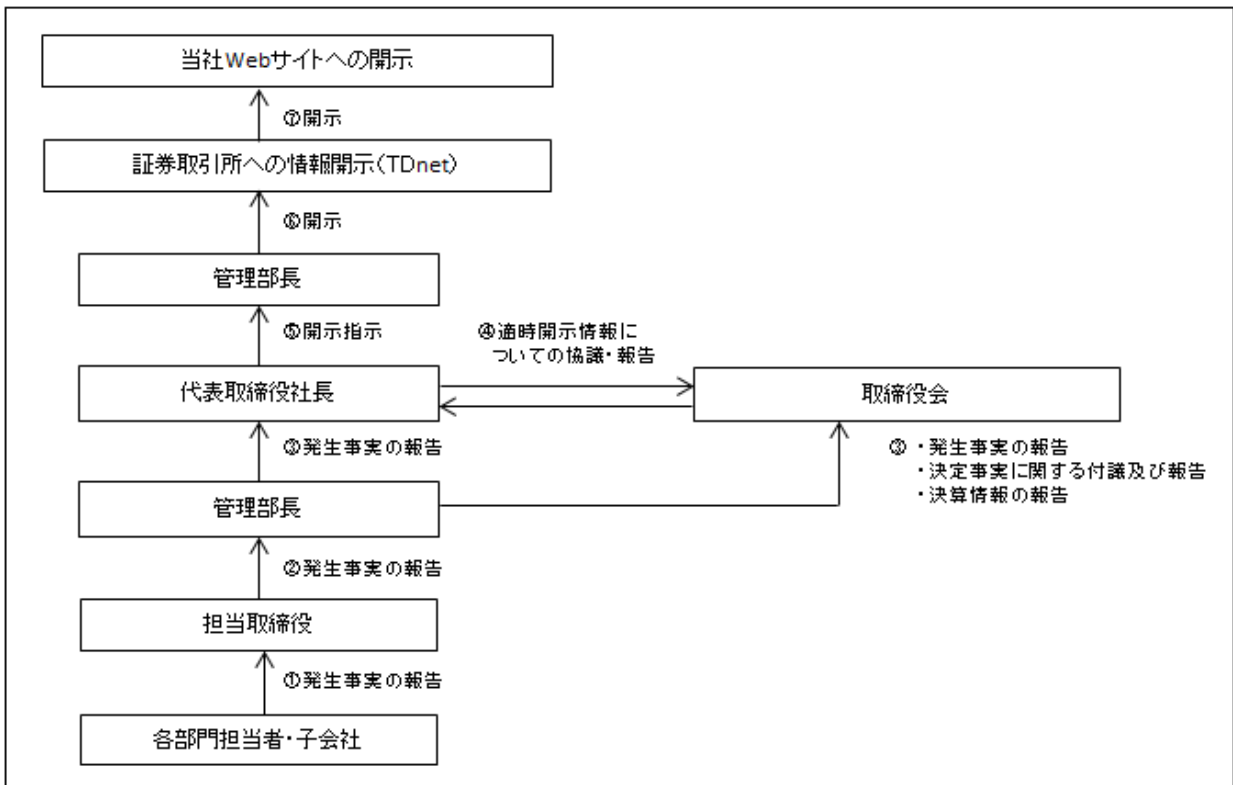 当社Webサイトへの開示
⑦開示
証券取引所への情報開示(TDnet)
⑥開示
管理部長
⑤開示指示
④適時開示情報に
ついての協議・報告
代表取締役社長
取締役会
③発生事実の報告
③ ・発生事実の報告
・決定事実に関する付議及び報告
・決算情報の報告
管理部長
②発生事実の報告
担当取締役
①発生事実の報告
各部門担当者・子会社